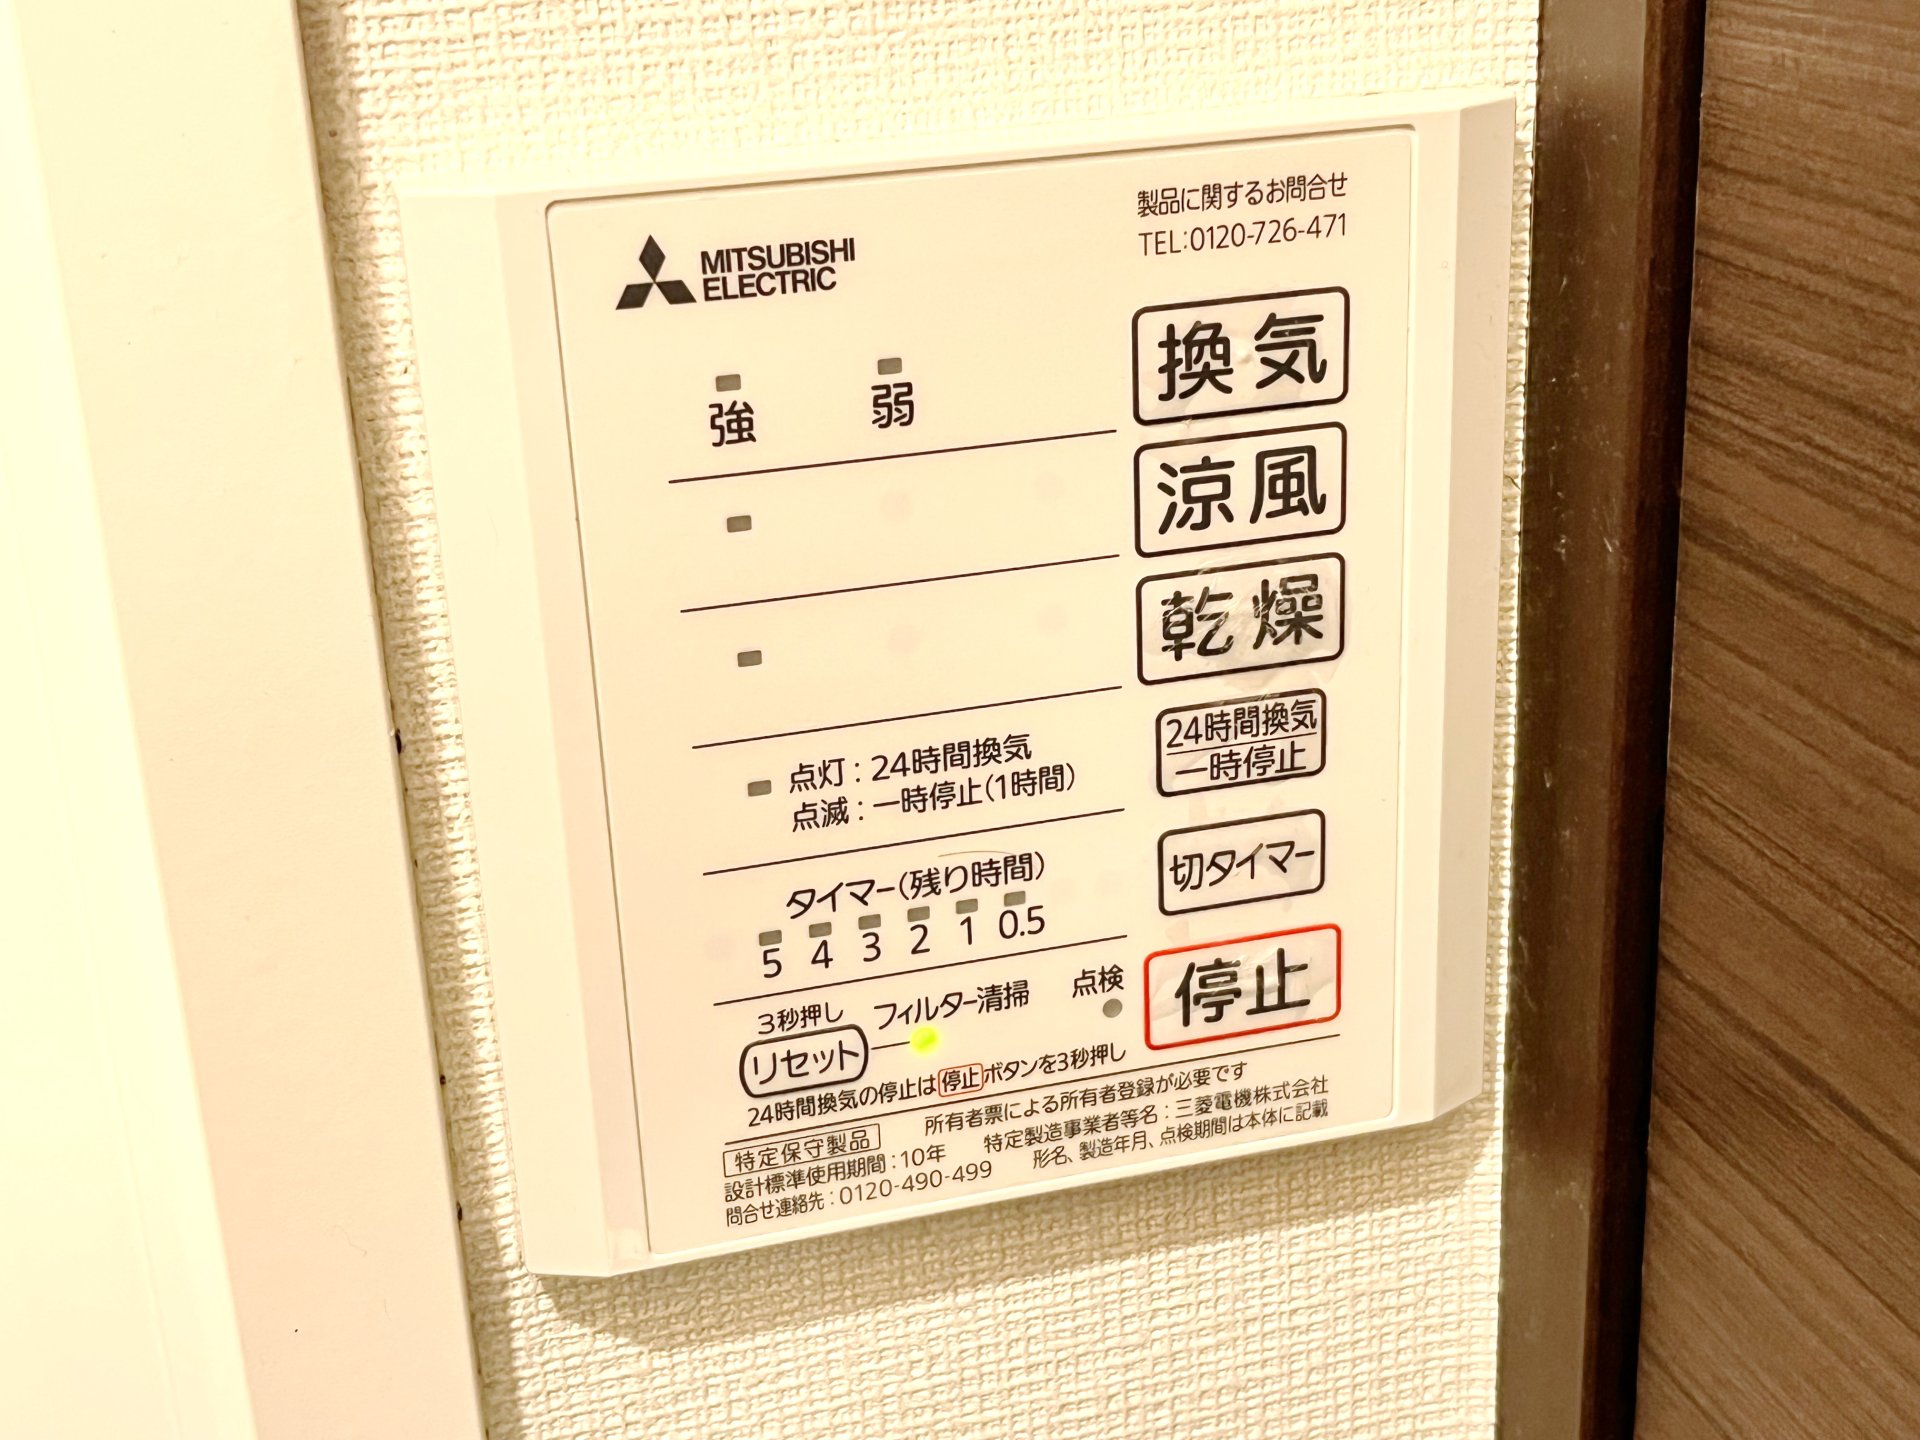 製品に関するお問合せ
TEL:0120-726-471
MITSUBISHI
ELECTRIC
換気
強 弱
涼風
乾燥
24時間換気
一時停止
点灯:24時間換気
点滅:一時停止(1時間)
切タイマー
タイマー(残り時間)
5 4 3 2 1 0.5
停止
3秒押し フィルター清掃 点検
リセット
24時間換気の停止は停止ボタンを3秒押し
特定保守製品 所有者票による所有者登録が必要です
設計標準使用期間:10年 特定製造事業者等名:三菱電機株式会社
問合せ連絡先:0120-490-499 形名、製造年月、点検期間は本体に記載